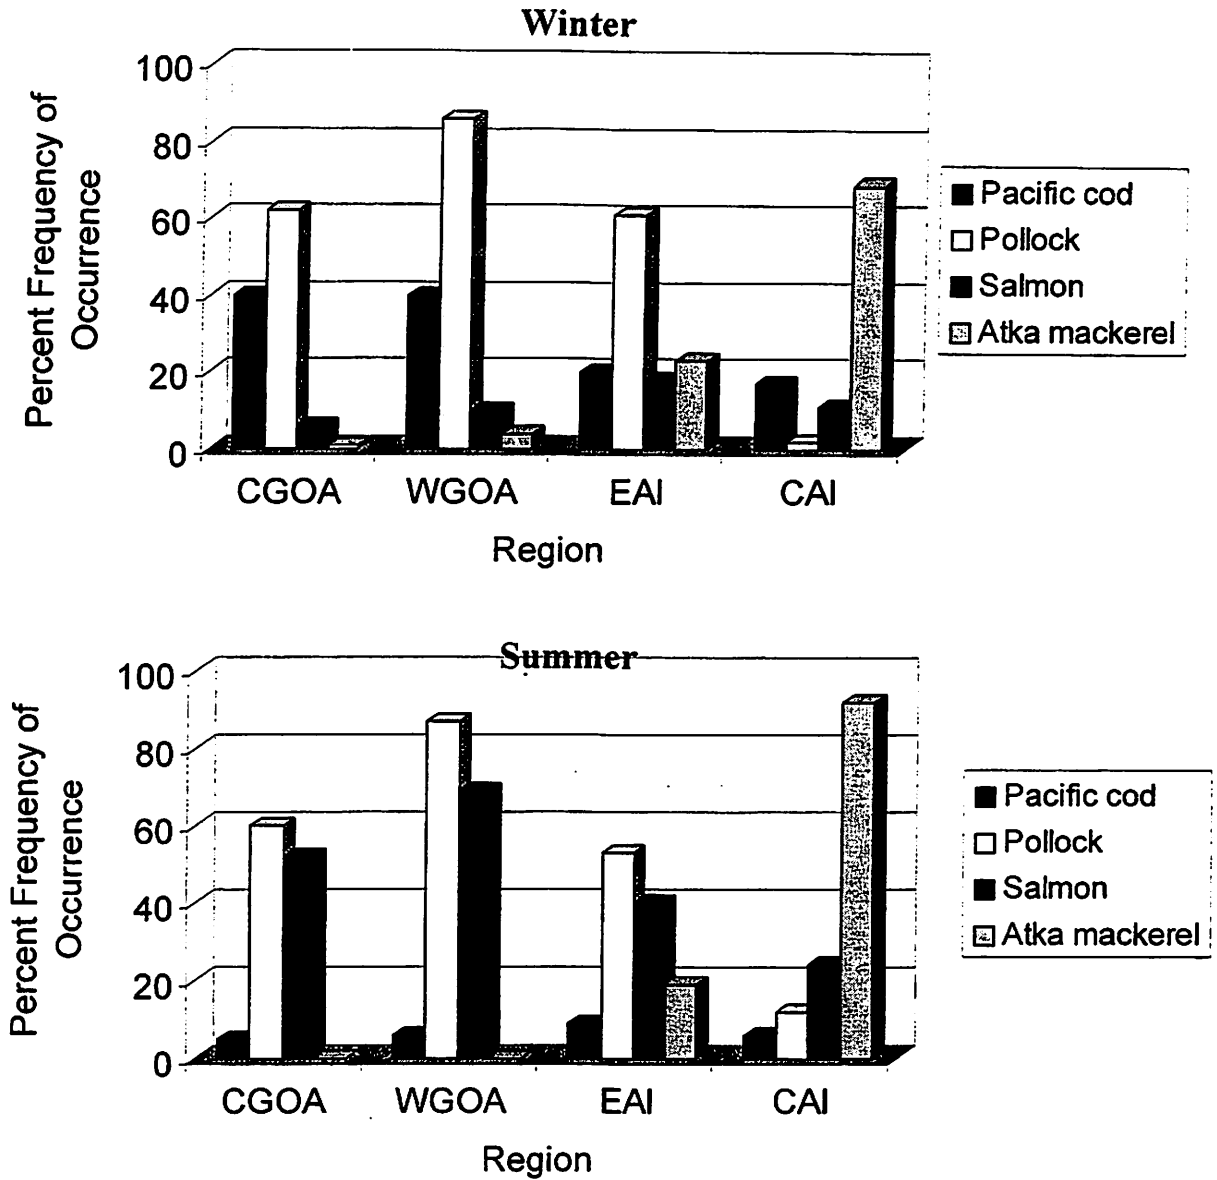 Winter
Percent Frequency of
Occurrence
100
80
60
40
20
0
CGOA WGOA EAI CAI
Region
Pacific cod
Pollock
Salmon
Atka mackerel
Summer
Percent Frequency of
Occurrence
100
80
60
40
20
0
CGOA WGOA EAI CAI
Region
Pacific cod
Pollock
Salmon
Atka mackerel